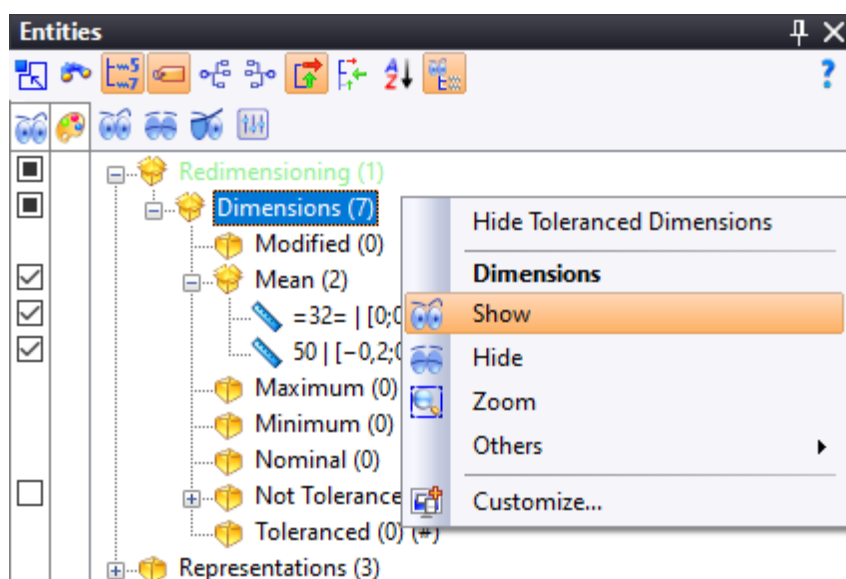 Entities
Redimensioning (1)
Dimensions (7)
Hide Toleranced Dimensions
Modified (0)
Mean (2)
Dimensions
=32= | [0;0
Show
50 | [−0,2;0
Hide
Maximum (0)
Zoom
Minimum (0)
Others
Nominal (0)
Not Tolerance
Customize...
Toleranced (0) (#)
Representations (3)